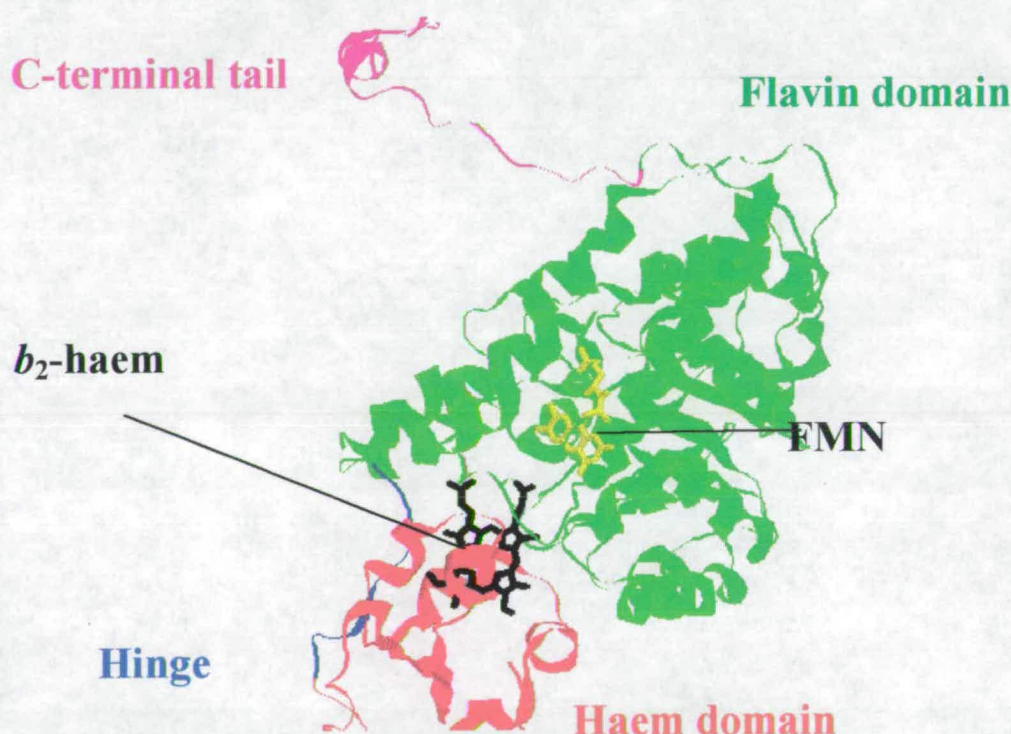 C-terminal tail
Flavin domain
b₂-haem
FMN
Hinge
Haem domain